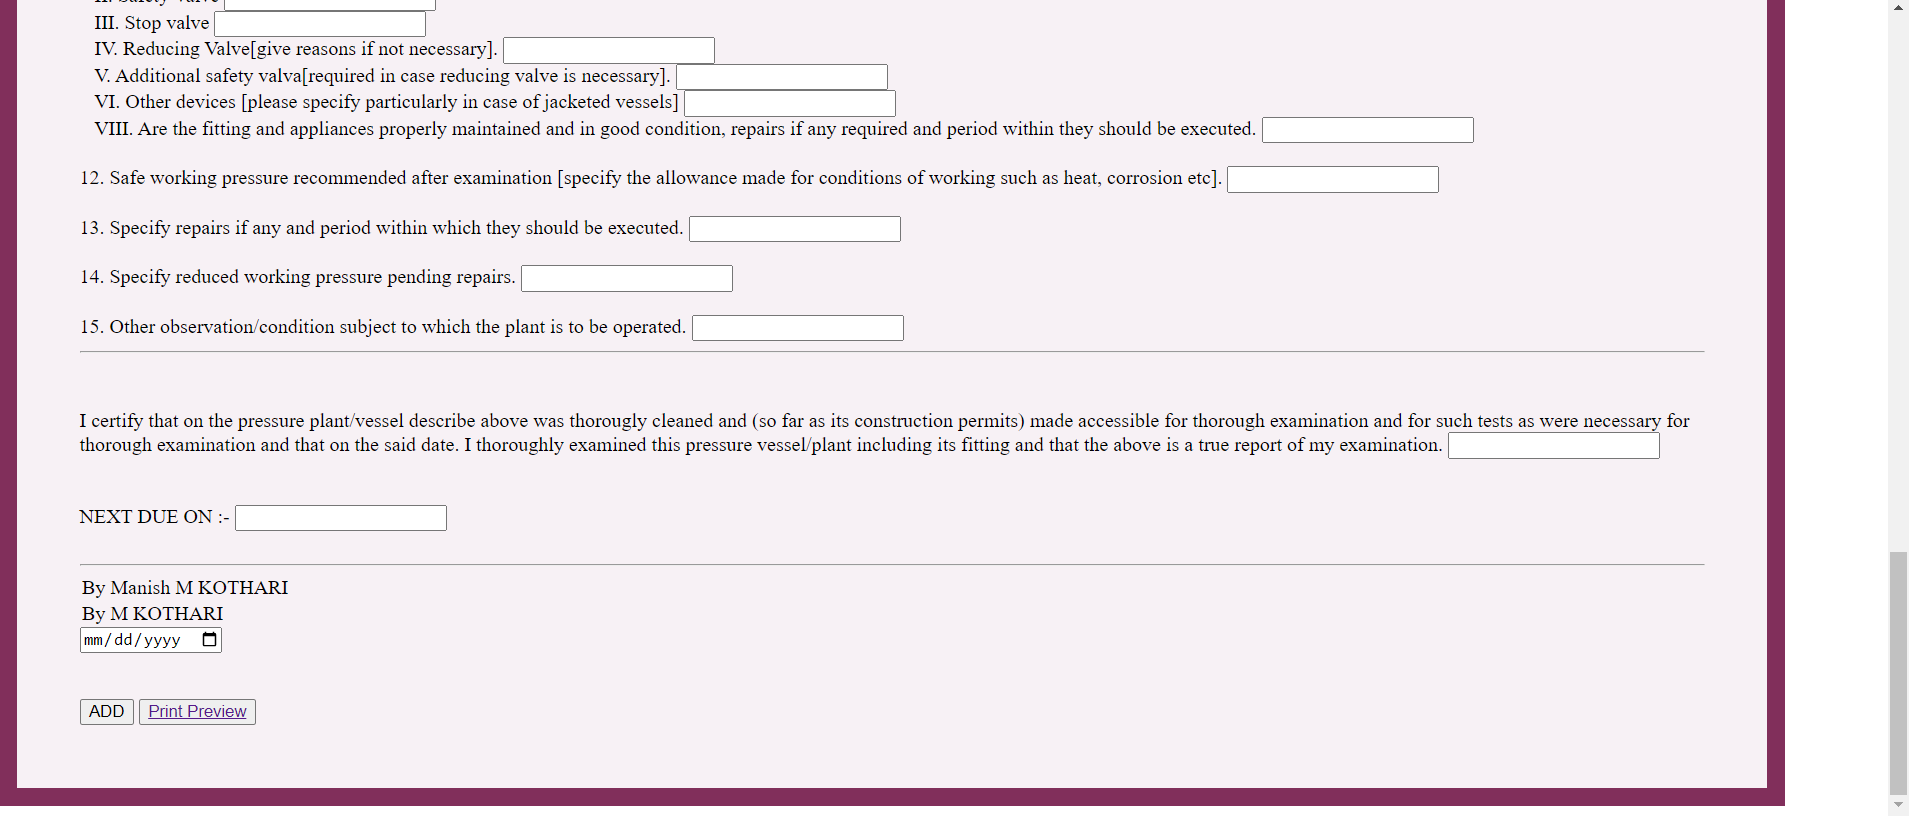 III. Stop valve
IV. Reducing Valve[give reasons if not necessary].
V. Additional safety valva[required in case reducing valve is necessary].
VI. Other devices [please specify particularly in case of jacketed vessels]
VIII. Are the fitting and appliances properly maintained and in good condition, repairs if any required and period within they should be executed.
12. Safe working pressure recommended after examination [specify the allowance made for conditions of working such as heat, corrosion etc].
13. Specify repairs if any and period within which they should be executed.
14. Specify reduced working pressure pending repairs.
15. Other observation/condition subject to which the plant is to be operated.
I certify that on the pressure plant/vessel describe above was thorougly cleaned and (so far as its construction permits) made accessible for thorough examination and for such tests as were necessary for
thorough examination and that on the said date. I thoroughly examined this pressure vessel/plant including its fitting and that the above is a true report of my examination.
NEXT DUE ON :-
By Manish M KOTHARI
By M KOTHARI
mm/dd/yyyy
ADD Print Preview